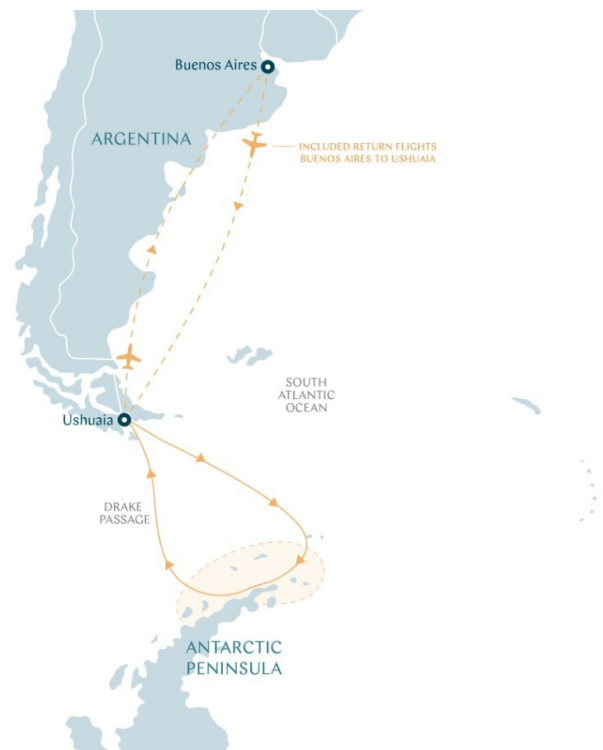 Buenos Aires
ARGENTINA
INCLUDED RETURN FLIGHTS
BUENOS AIRES TO USHUAIA
SOUTH
ATLANTIC
OCEAN
Ushuaia
DRAKE
PASSAGE
ANTARCTIC
PENINSULA